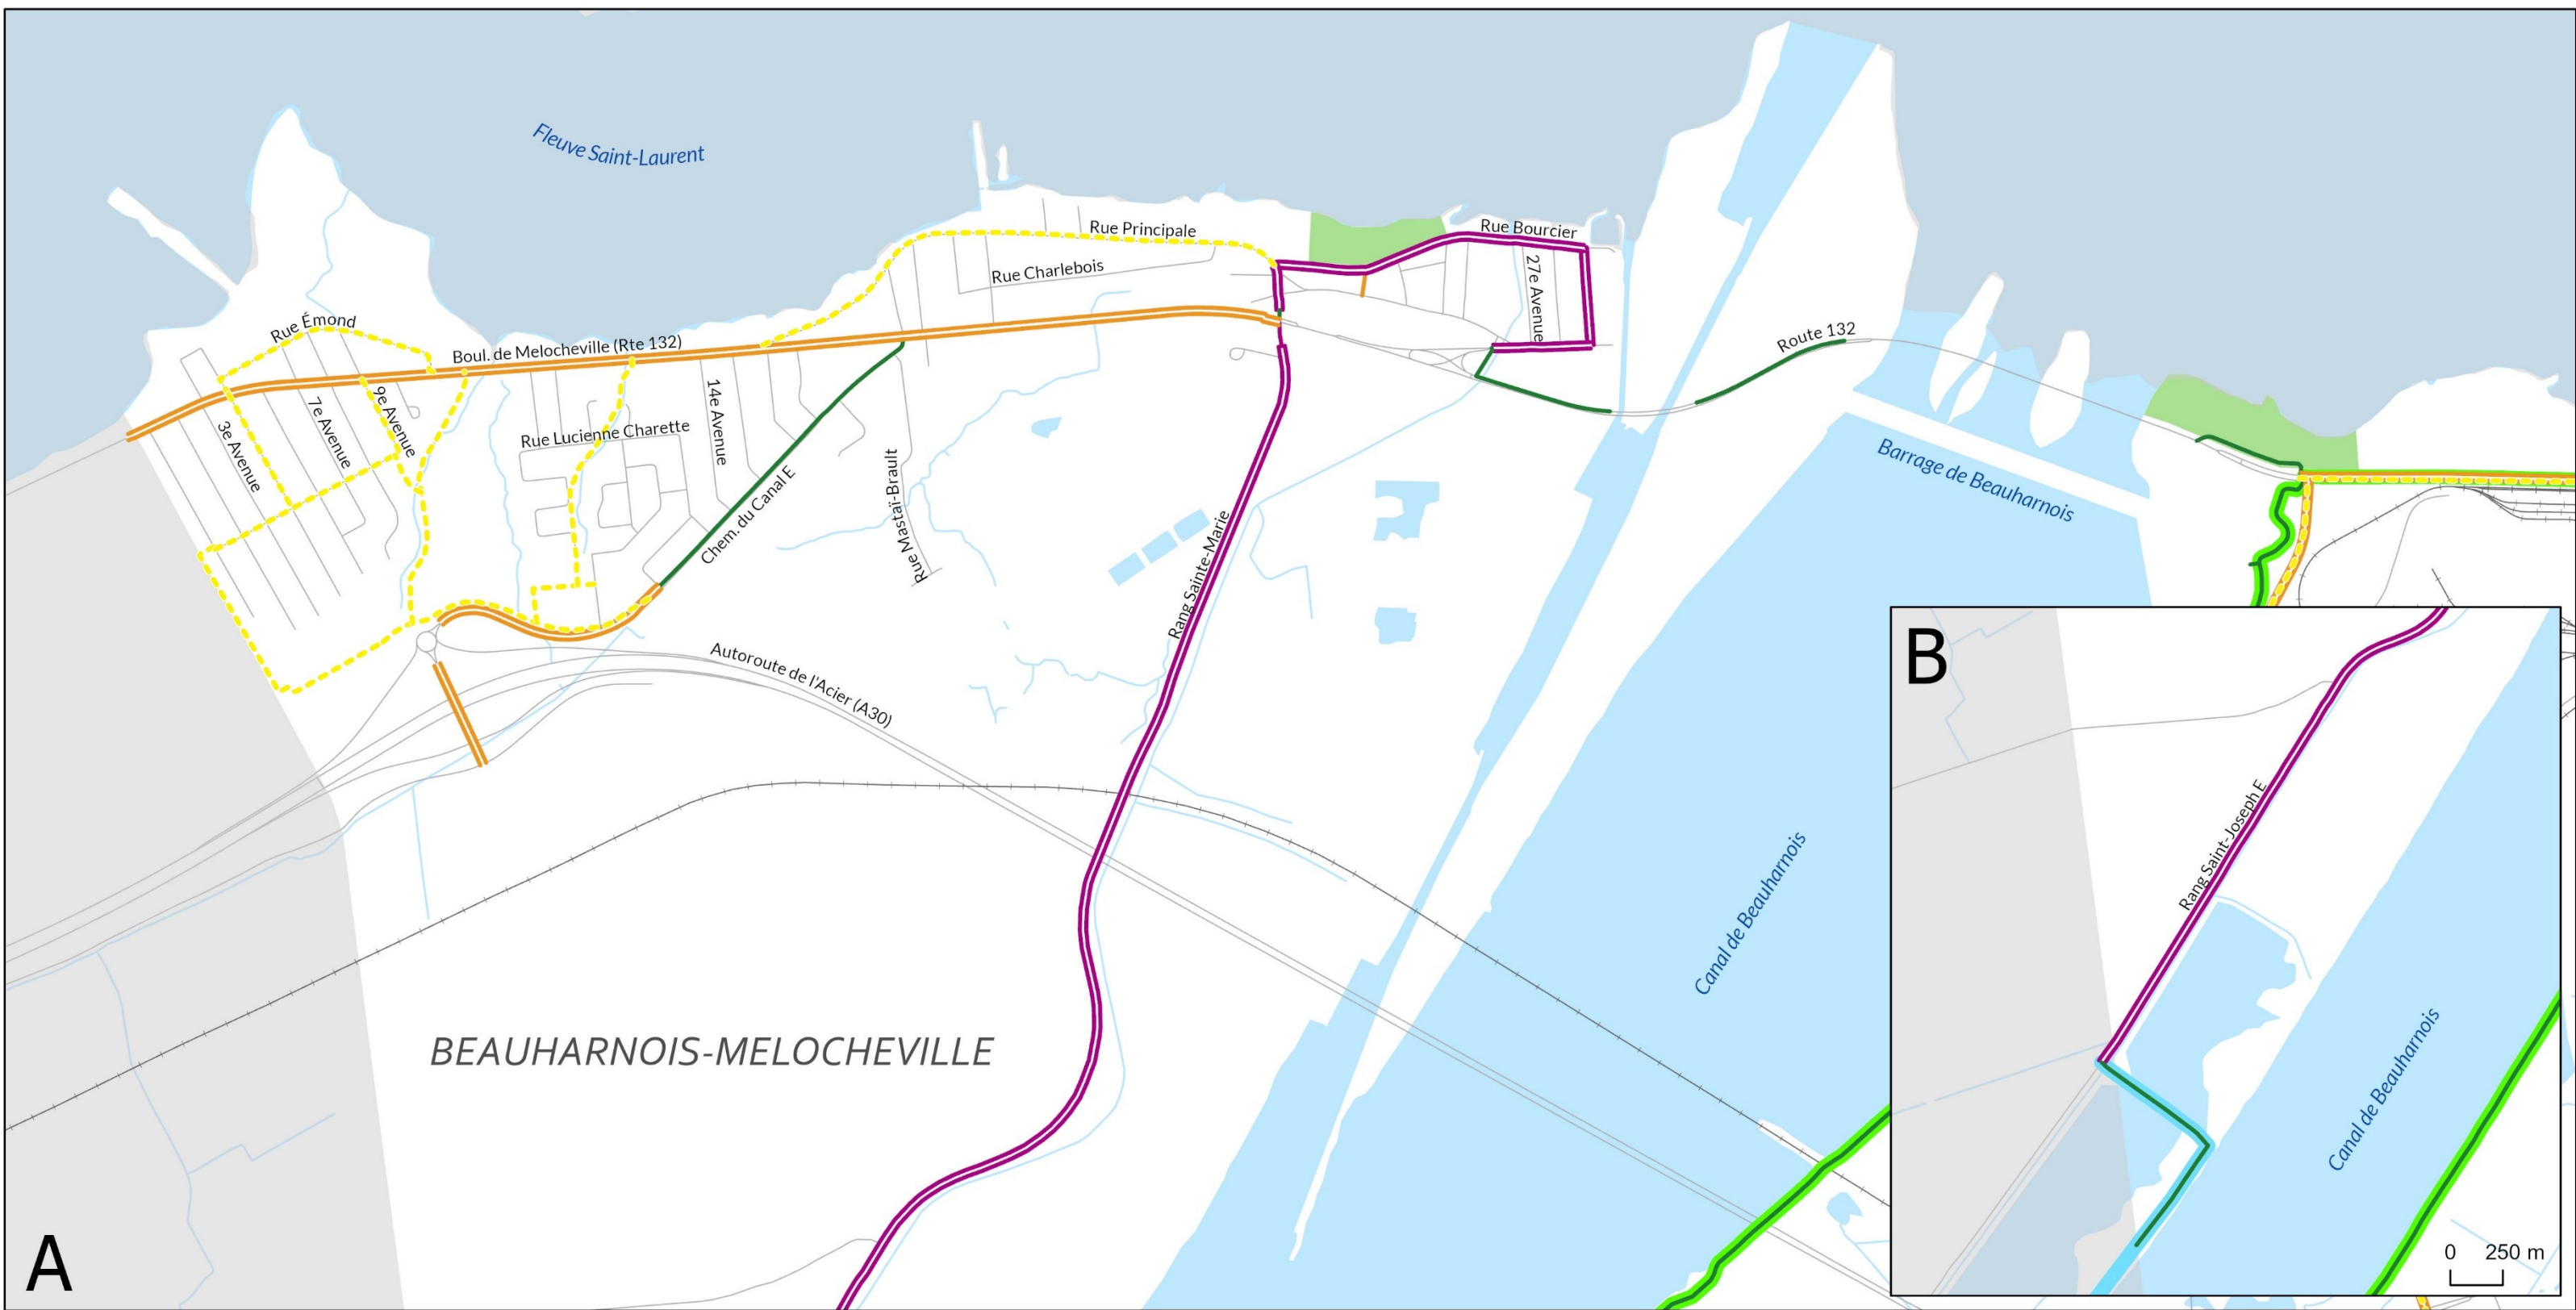 Fleuve Saint-Laurent
Rue Principale
Rue Bourcier
Rue Charlebois
27e Avenue
Rue Émond
Boul. de Melocheville (Rte 132)
Route 132
3e Avenue
7e Avenue
9e Avenue
Rue Lucienne Charette
14e Avenue
Chem. du Canal E
Rue Mastaï-Brault
Rang Sainte-Marie
Barrage de Beauharnois
Autoroute de l'Acier (A30)
Canal de Beauharnois
BEAUHARNOIS-MELOCHEVILLE
A
B
Rang Saint-Joseph E
Canal de Beauharnois
0 250 m